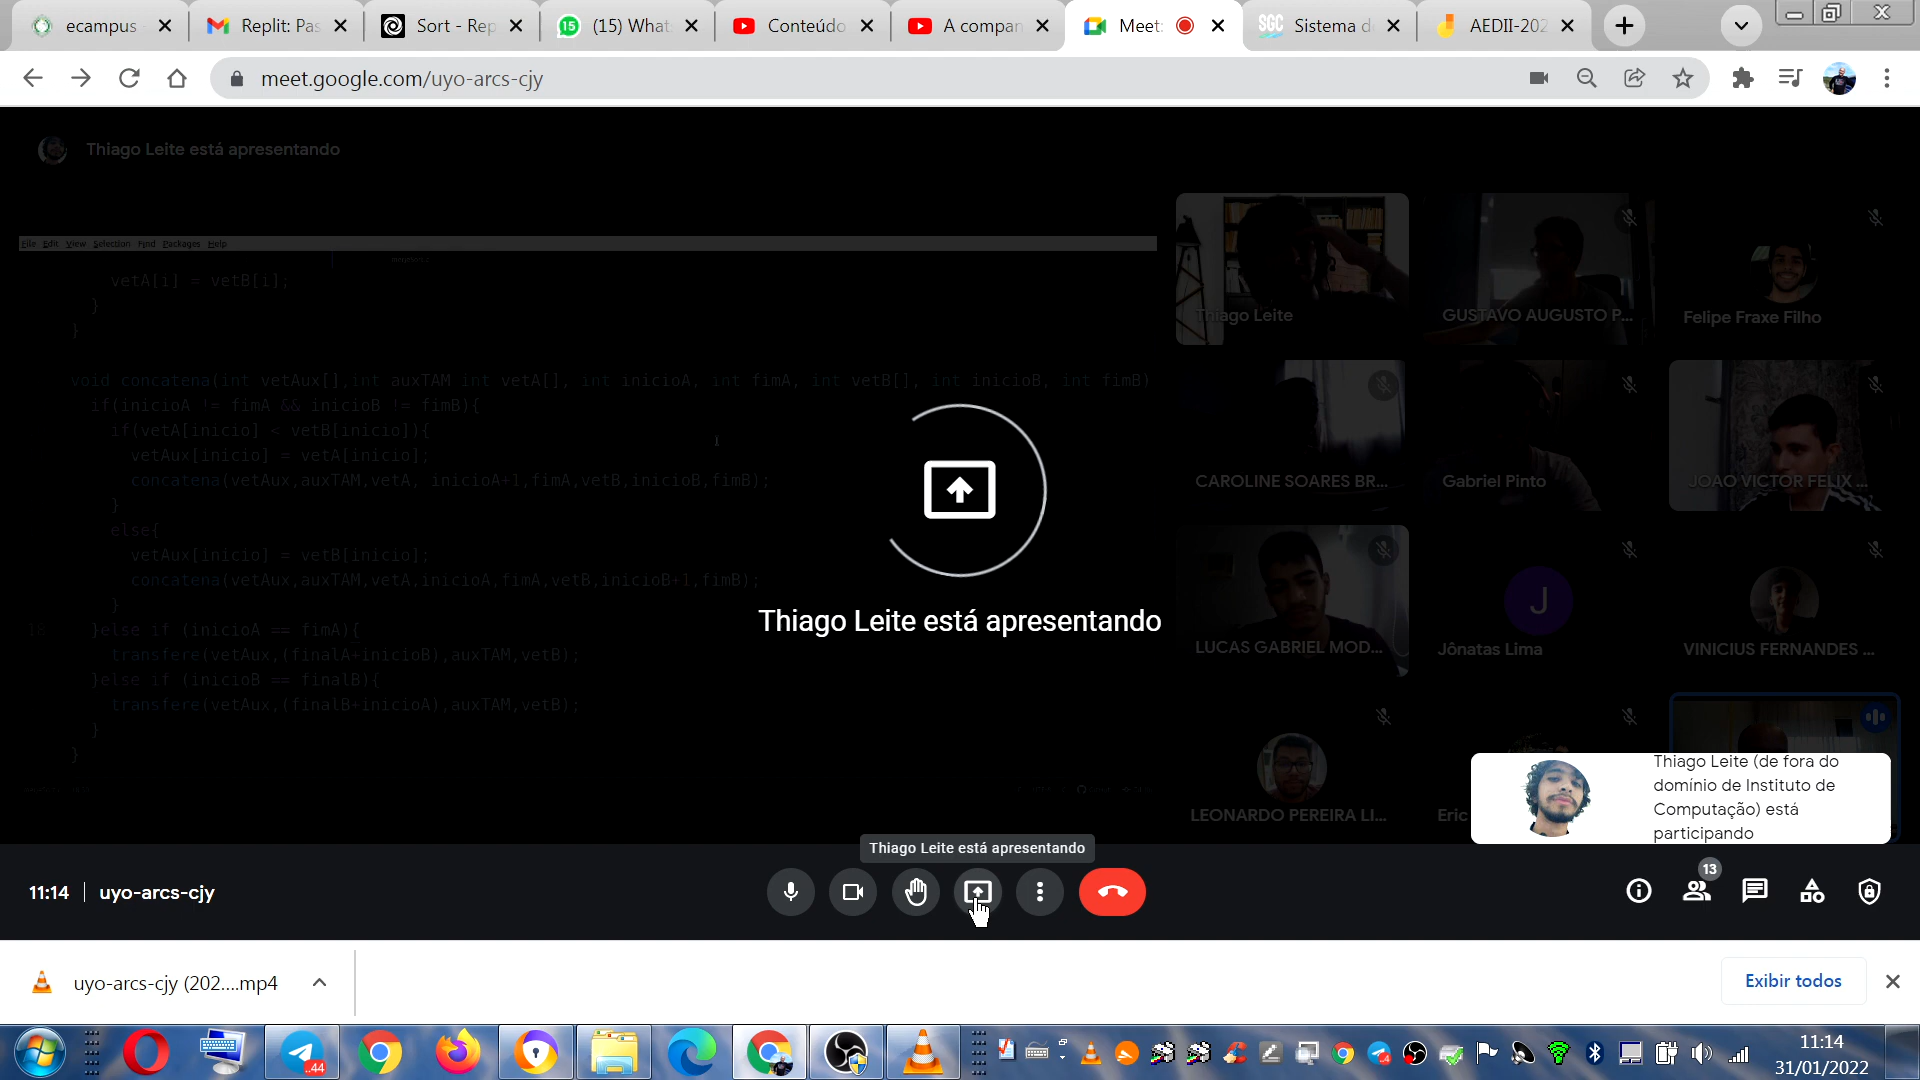 ecampus
Replit: Pas
Sort - Rep
(15) What
Conteúdo
A compan
Meet:
Sistema d
AEDII-202
meet.google.com/uyo-arcs-cjy
Thiago Leite está apresentando
File Edit View Selection Find Packages Help
vetA[i] = vetB[i];
}
}
void concatena(int vetAux[],int auxTAM int vetA[], int inicioA, int fimA, int vetB[], int inicioB, int fimB)
if(inicioA != fimA && inicioB != fimB){
if(vetA[inicio] < vetB[inicio]){
vetAux[inicio] = vetA[inicio];
concatena(vetAux,auxTAM,vetA, inicioA+1,fimA,vetB,inicioB,fimB);
}
else{
vetAux[inicio] = vetB[inicio];
concatena(vetAux,auxTAM,vetA,inicioA,fimA,vetB,inicioB+1,fimB);
}
}else if (inicioA == fimA){
transfere(vetAux,(finalA+inicioB),auxTAM,vetB);
}else if (inicioB == finalB){
transfere(vetAux,(finalB+inicioA),auxTAM,vetB);
}
}
Thiago Leite está apresentando
Thiago Leite
GUSTAVO AUGUSTO P...
Felipe Fraxe Filho
CAROLINE SOARES BR...
Gabriel Pinto
JOAO VICTOR FELIX ...
LUCAS GABRIEL MOD...
J
Jônatas Lima
VINICIUS FERNANDES ...
LEONARDO PEREIRA LI...
Eric
Thiago Leite (de fora do
domínio de Instituto de
Computação) está
participando
Thiago Leite está apresentando
11:14
uyo-arcs-cjy
13
uyo-arcs-cjy (202....mp4
Exibir todos
11:14
31/01/2022